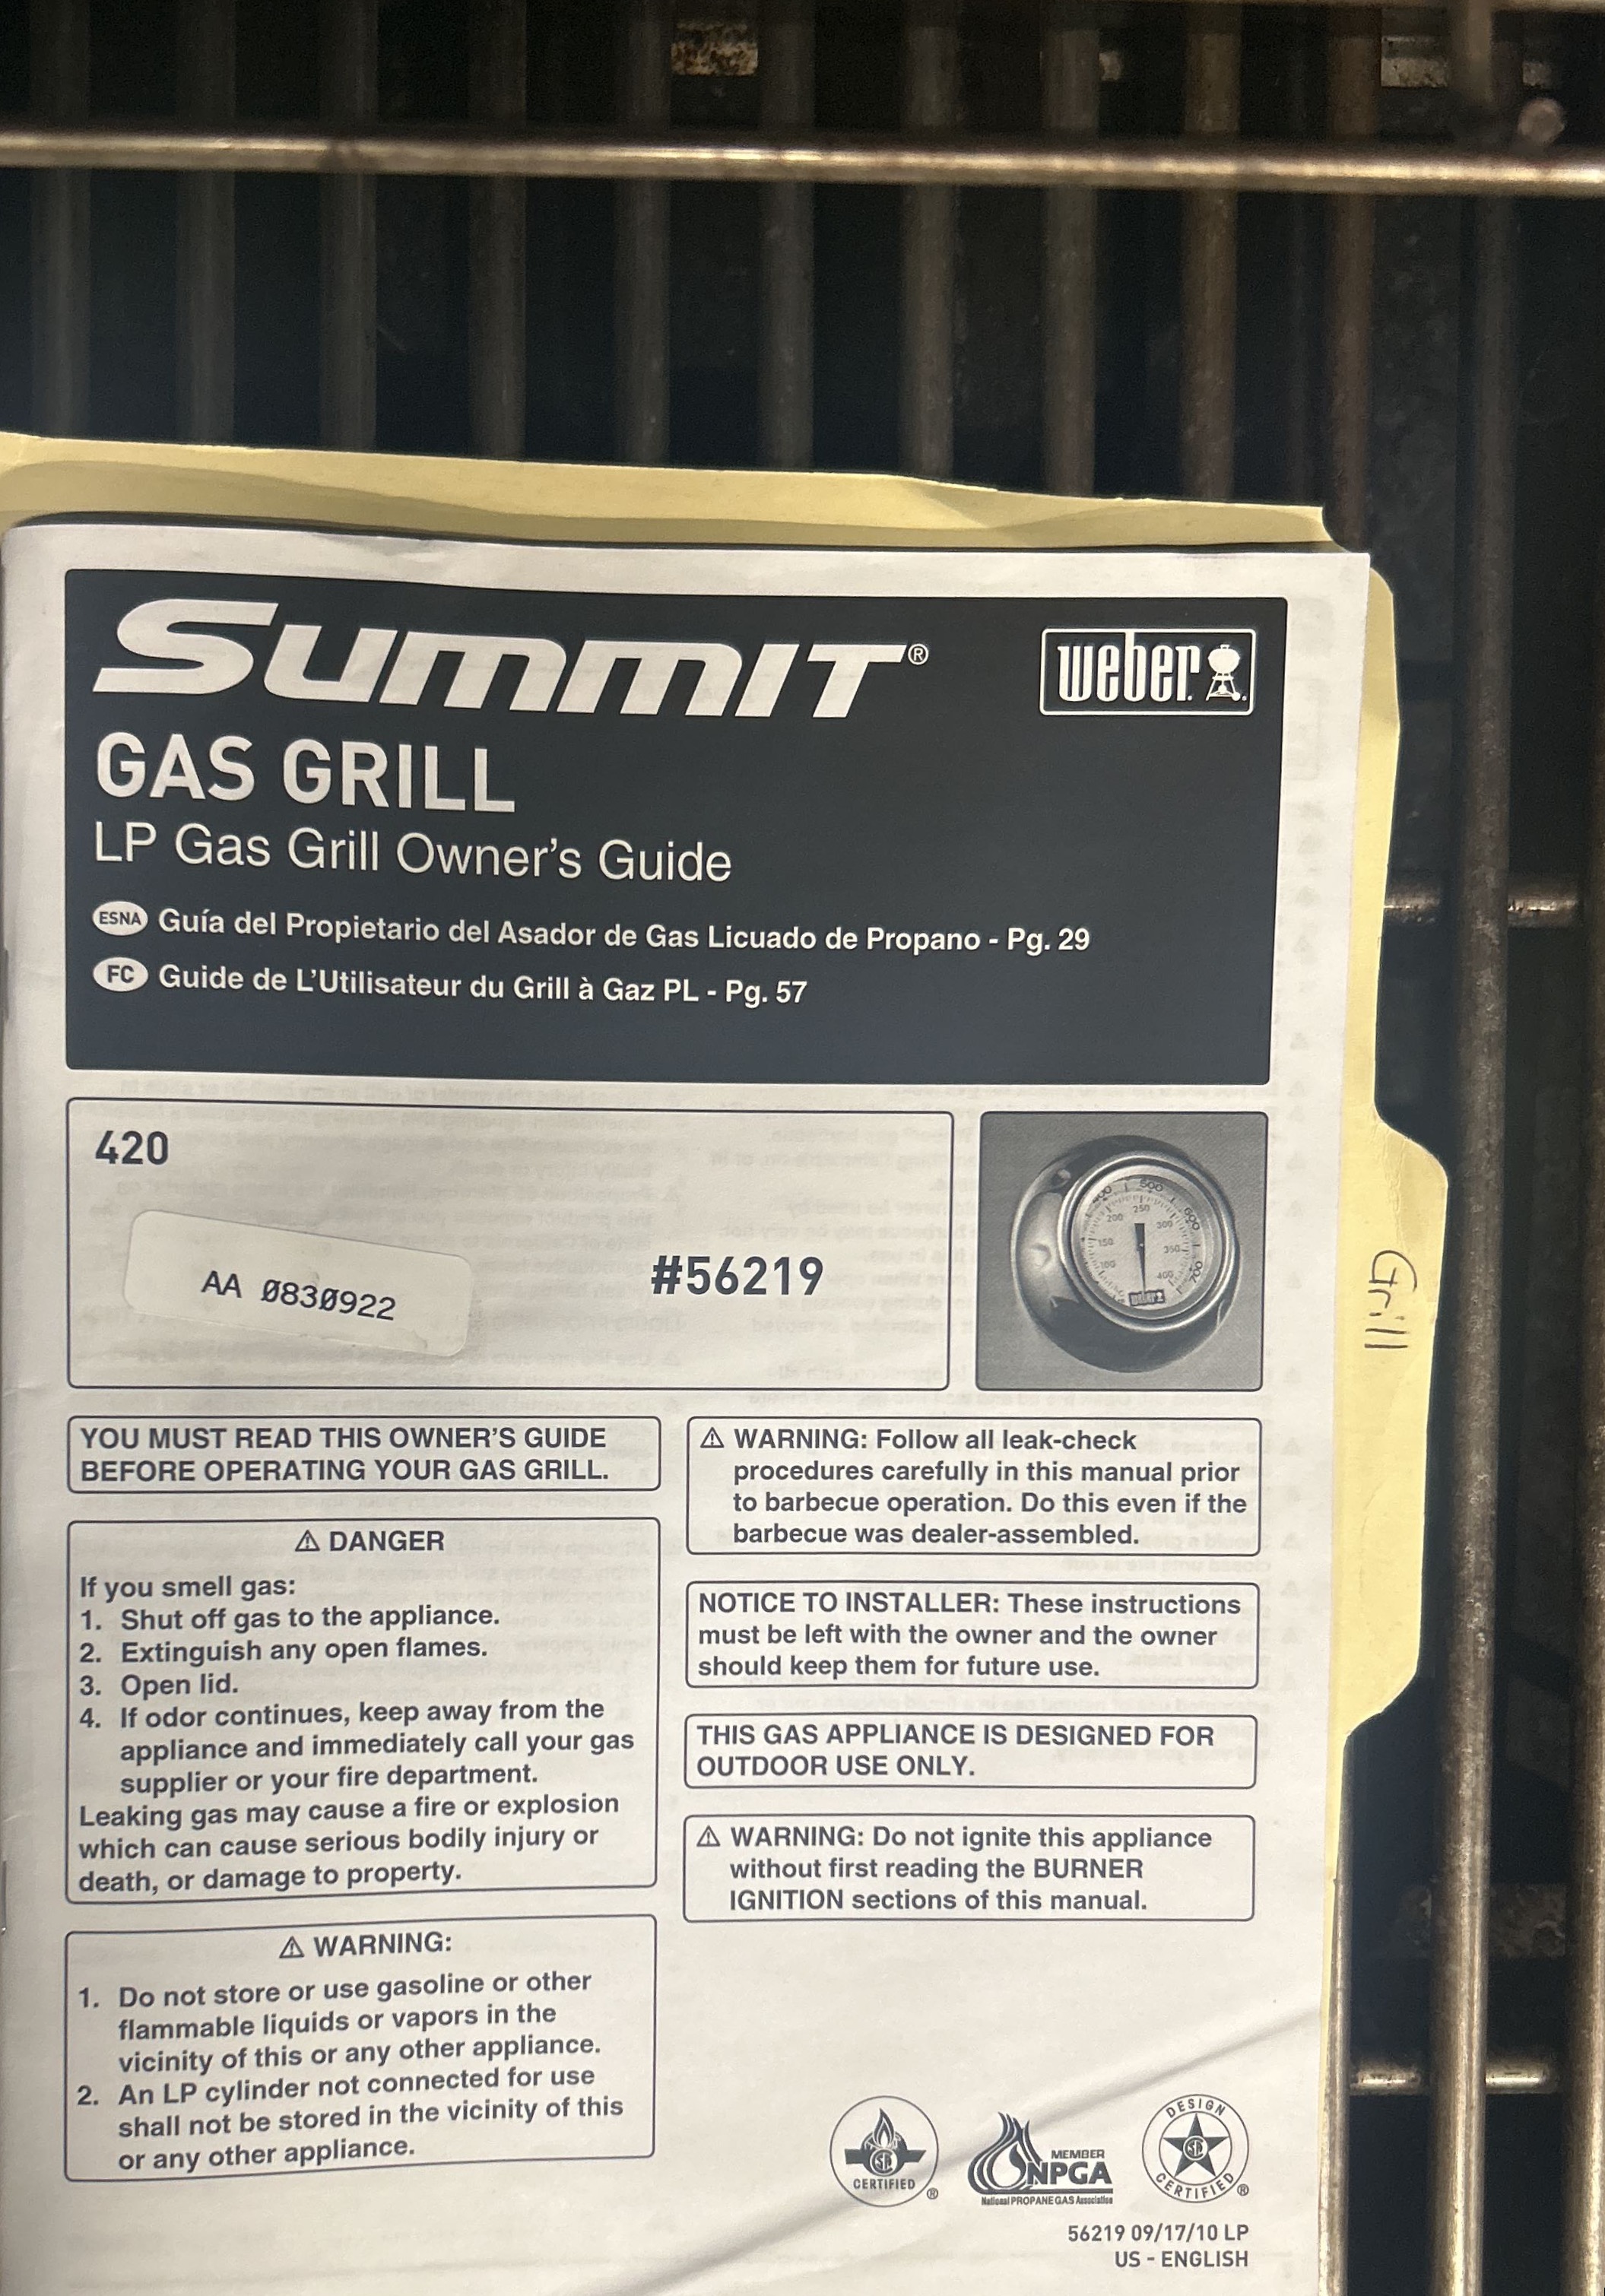 SUMMIT®
weber
GAS GRILL
LP Gas Grill Owner's Guide
ESNA Guía del Propietario del Asador de Gas Licuado de Propano - Pg. 29
FC Guide de L'Utilisateur du Grill à Gaz PL - Pg. 57
420
AA 0830922
#56219
400 500 600 700
100 150 200 250 300 350 400
weber
Grill
YOU MUST READ THIS OWNER'S GUIDE
BEFORE OPERATING YOUR GAS GRILL.
⚠ DANGER
If you smell gas:
1. Shut off gas to the appliance.
2. Extinguish any open flames.
3. Open lid.
4. If odor continues, keep away from the
appliance and immediately call your gas
supplier or your fire department.
Leaking gas may cause a fire or explosion
which can cause serious bodily injury or
death, or damage to property.
⚠ WARNING:
1. Do not store or use gasoline or other
flammable liquids or vapors in the
vicinity of this or any other appliance.
2. An LP cylinder not connected for use
shall not be stored in the vicinity of this
or any other appliance.
⚠ WARNING: Follow all leak-check
procedures carefully in this manual prior
to barbecue operation. Do this even if the
barbecue was dealer-assembled.
NOTICE TO INSTALLER: These instructions
must be left with the owner and the owner
should keep them for future use.
THIS GAS APPLIANCE IS DESIGNED FOR
OUTDOOR USE ONLY.
⚠ WARNING: Do not ignite this appliance
without first reading the BURNER
IGNITION sections of this manual.
CERTIFIED ®
MEMBER
NPGA
National PROPANE GAS Association
DESIGN
CERTIFIED ®
56219 09/17/10 LP
US - ENGLISH